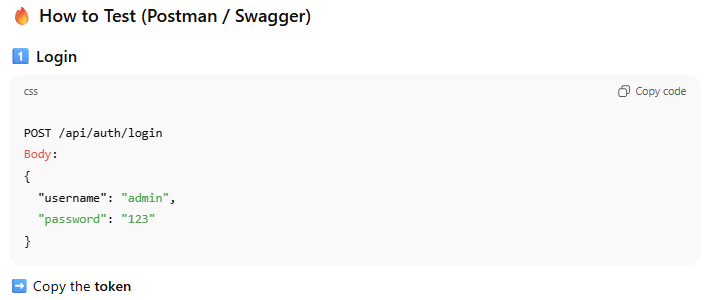 🔥 How to Test (Postman / Swagger)
1️⃣ Login
css Copy code
POST /api/auth/login
Body:
{
  "username": "admin",
  "password": "123"
}
➡️ Copy the token